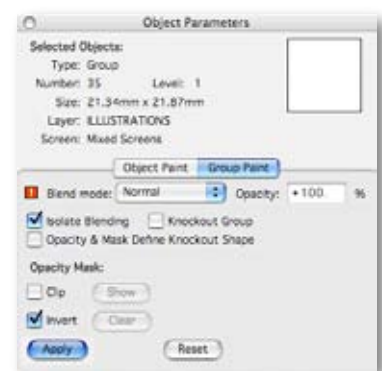 Object Parameters
Selected Objects:
Type: Group
Number: 35 Level: 1
Size: 21.34mm x 21.87mm
Layer: ILLUSTRATIONS
Screen: Mixed Screens
Object Paint Group Paint
Blend mode: Normal Opacity: +100 %
Isolate Blending Knockout Group
Opacity & Mask Define Knockout Shape
Opacity Mask:
Clip Show
Invert Clear
Apply Reset